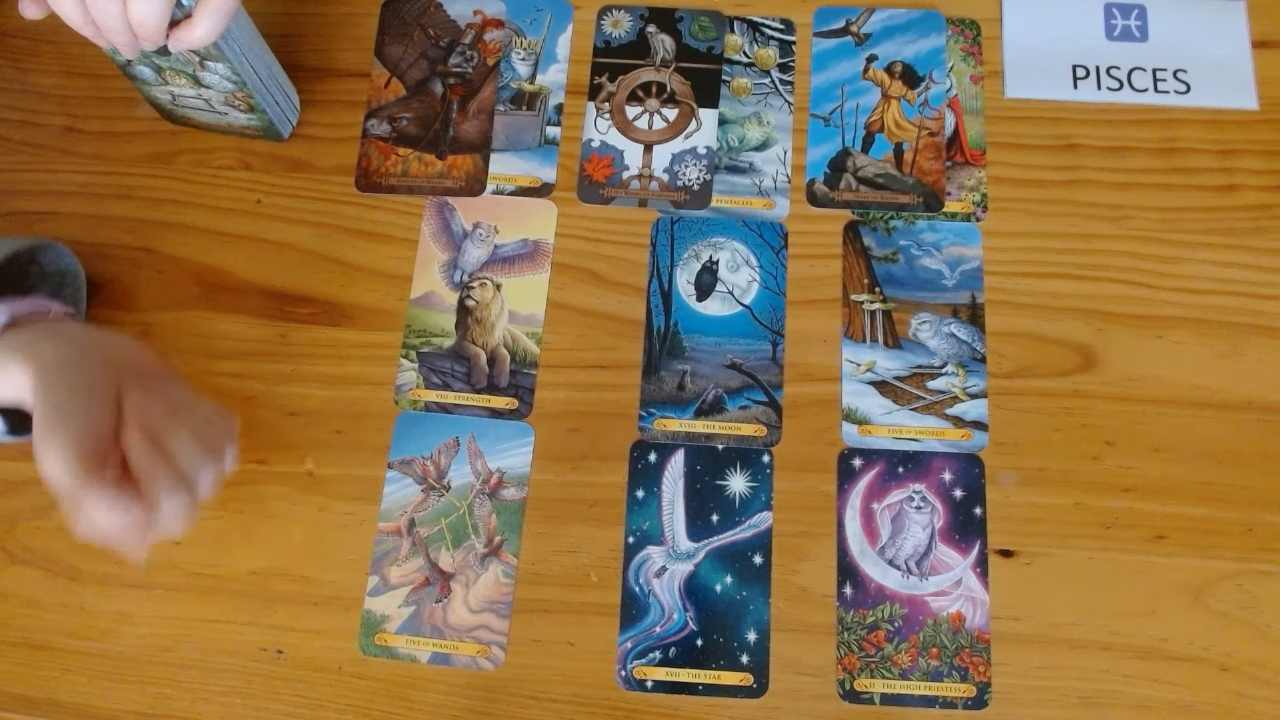 PISCES
SWORDS
PENTACLES
VIII · STRENGTH
XVIII · THE MOON
FIVE OF SWORDS
FIVE OF WANDS
XVII · THE STAR
II · THE HIGH PRIESTESS